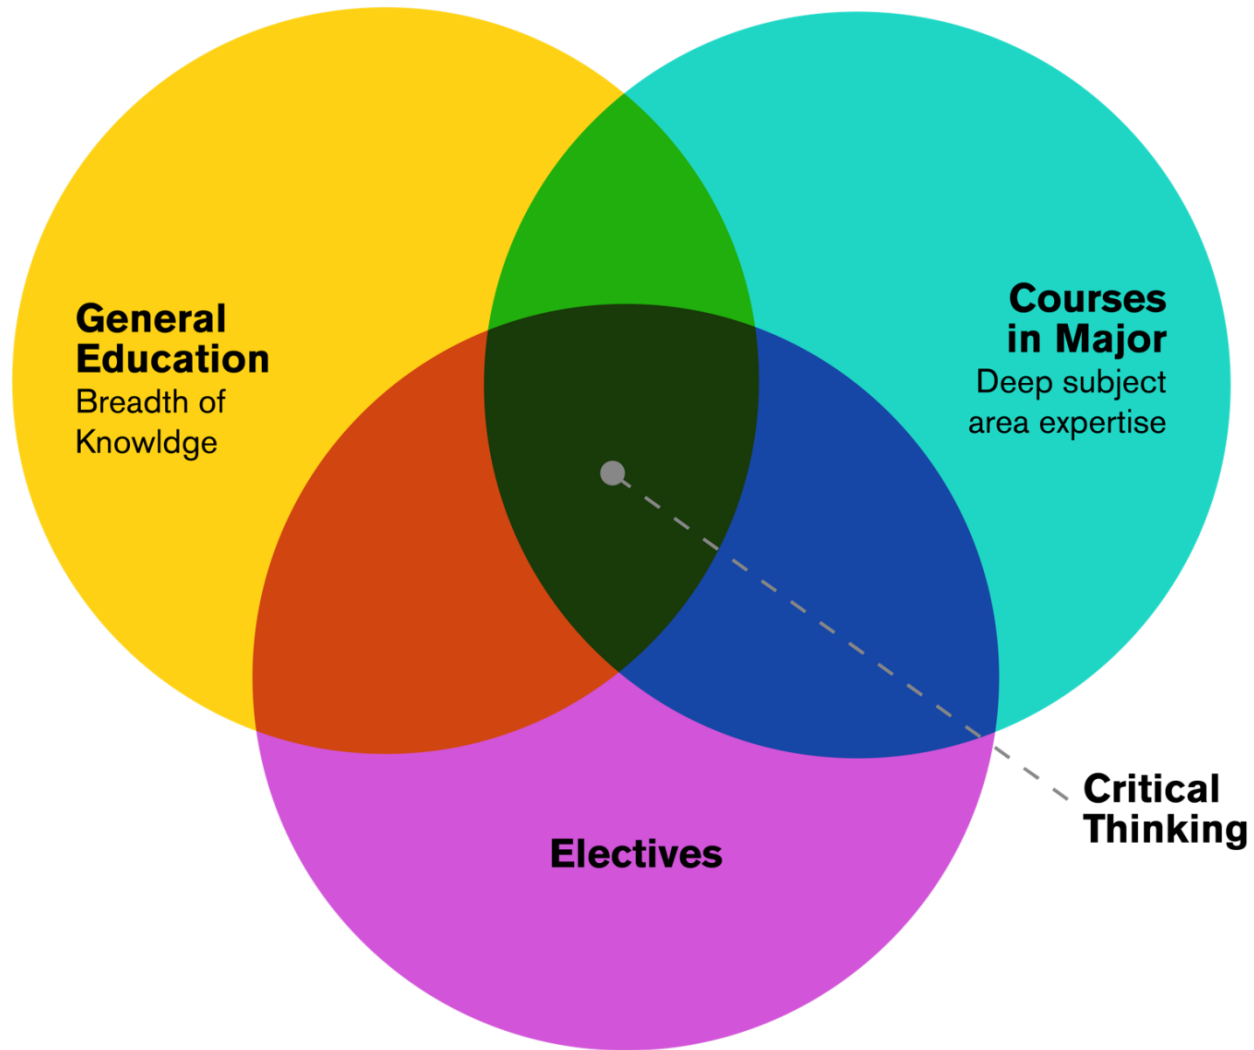 General
Education
Breadth of
Knowldge
Courses
in Major
Deep subject
area expertise
Electives
Critical
Thinking